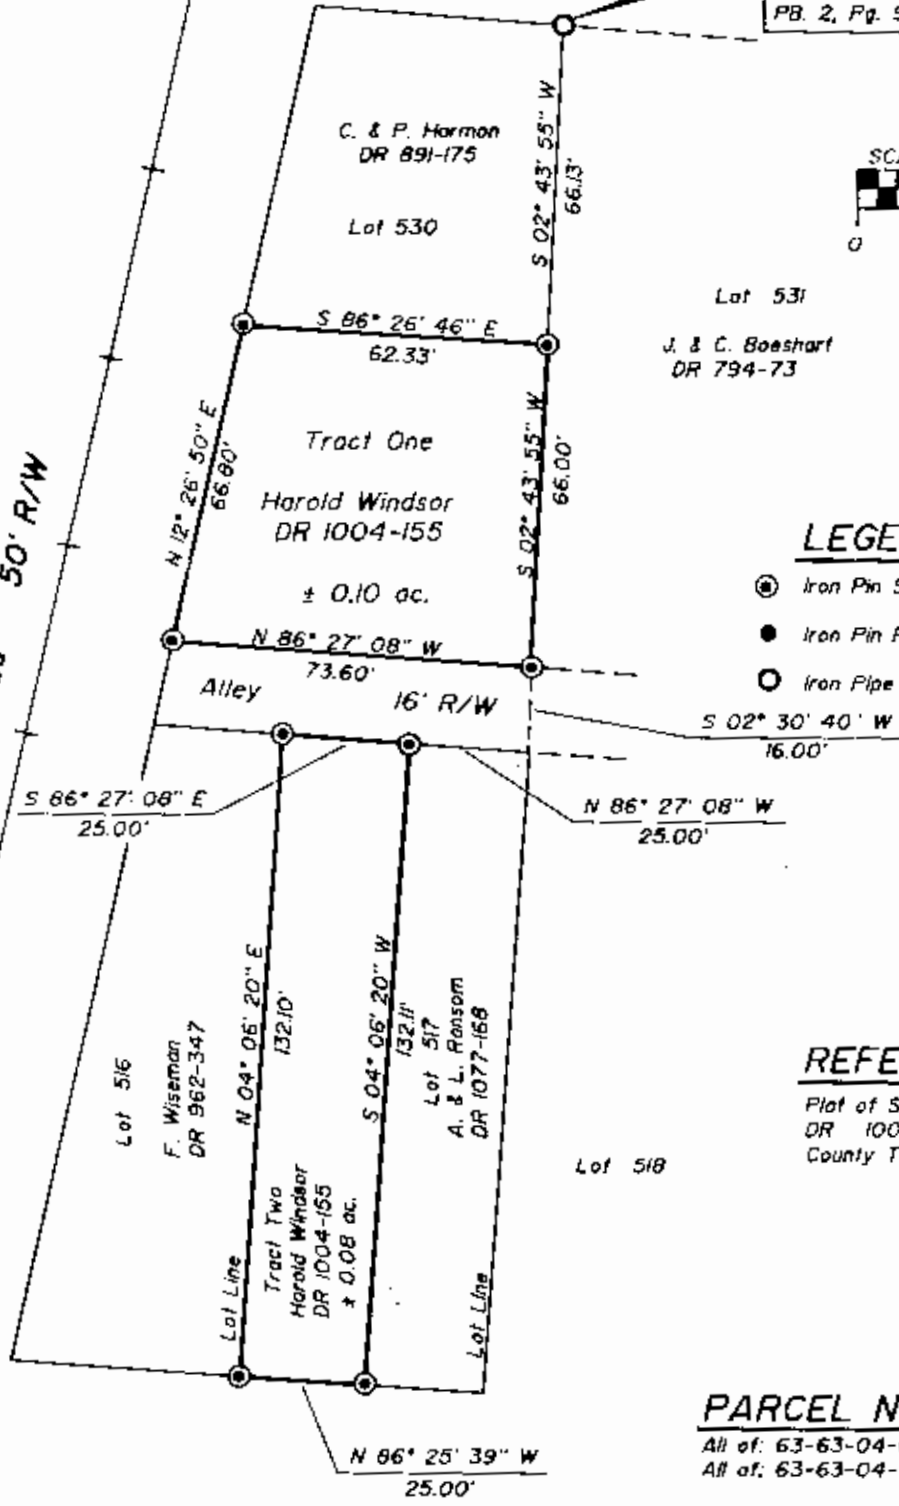 PB. 2, Pg.
C. & P. Harmon
DR 891-175
Lot 530
S 02° 43' 55" W
66.13'
0
Lot 531
J. & C. Boeshart
DR 794-73
S 86° 26' 46" E
62.33'
N 12° 26' 50" E
66.80'
Tract One
Harold Windsor
DR 1004-155
± 0.10 ac.
S 02° 43' 55" W
66.00'
50' R/W
LEGE
Iron Pin S
Iron Pin F
Iron Pipe
N 86° 27' 08" W
73.60'
Alley
16' R/W
S 02° 30' 40' W
16.00'
S 86° 27' 08" E
25.00'
N 86° 27' 08" W
25.00'
Lot 516
F. Wiseman
DR 962-347
N 04° 06' 20" E
132.10'
S 04° 06' 20" W
132.11'
Lot 517
A. & L. Ransom
DR 1077-168
Lot 518
Tract Two
Harold Windsor
DR 1004-155
± 0.08 ac.
Lot Line
Lot Line
REFE
Plat of S
DR 100
County T
N 86° 25' 39" W
25.00'
PARCEL N
All of: 63-63-04-
All of: 63-63-04-